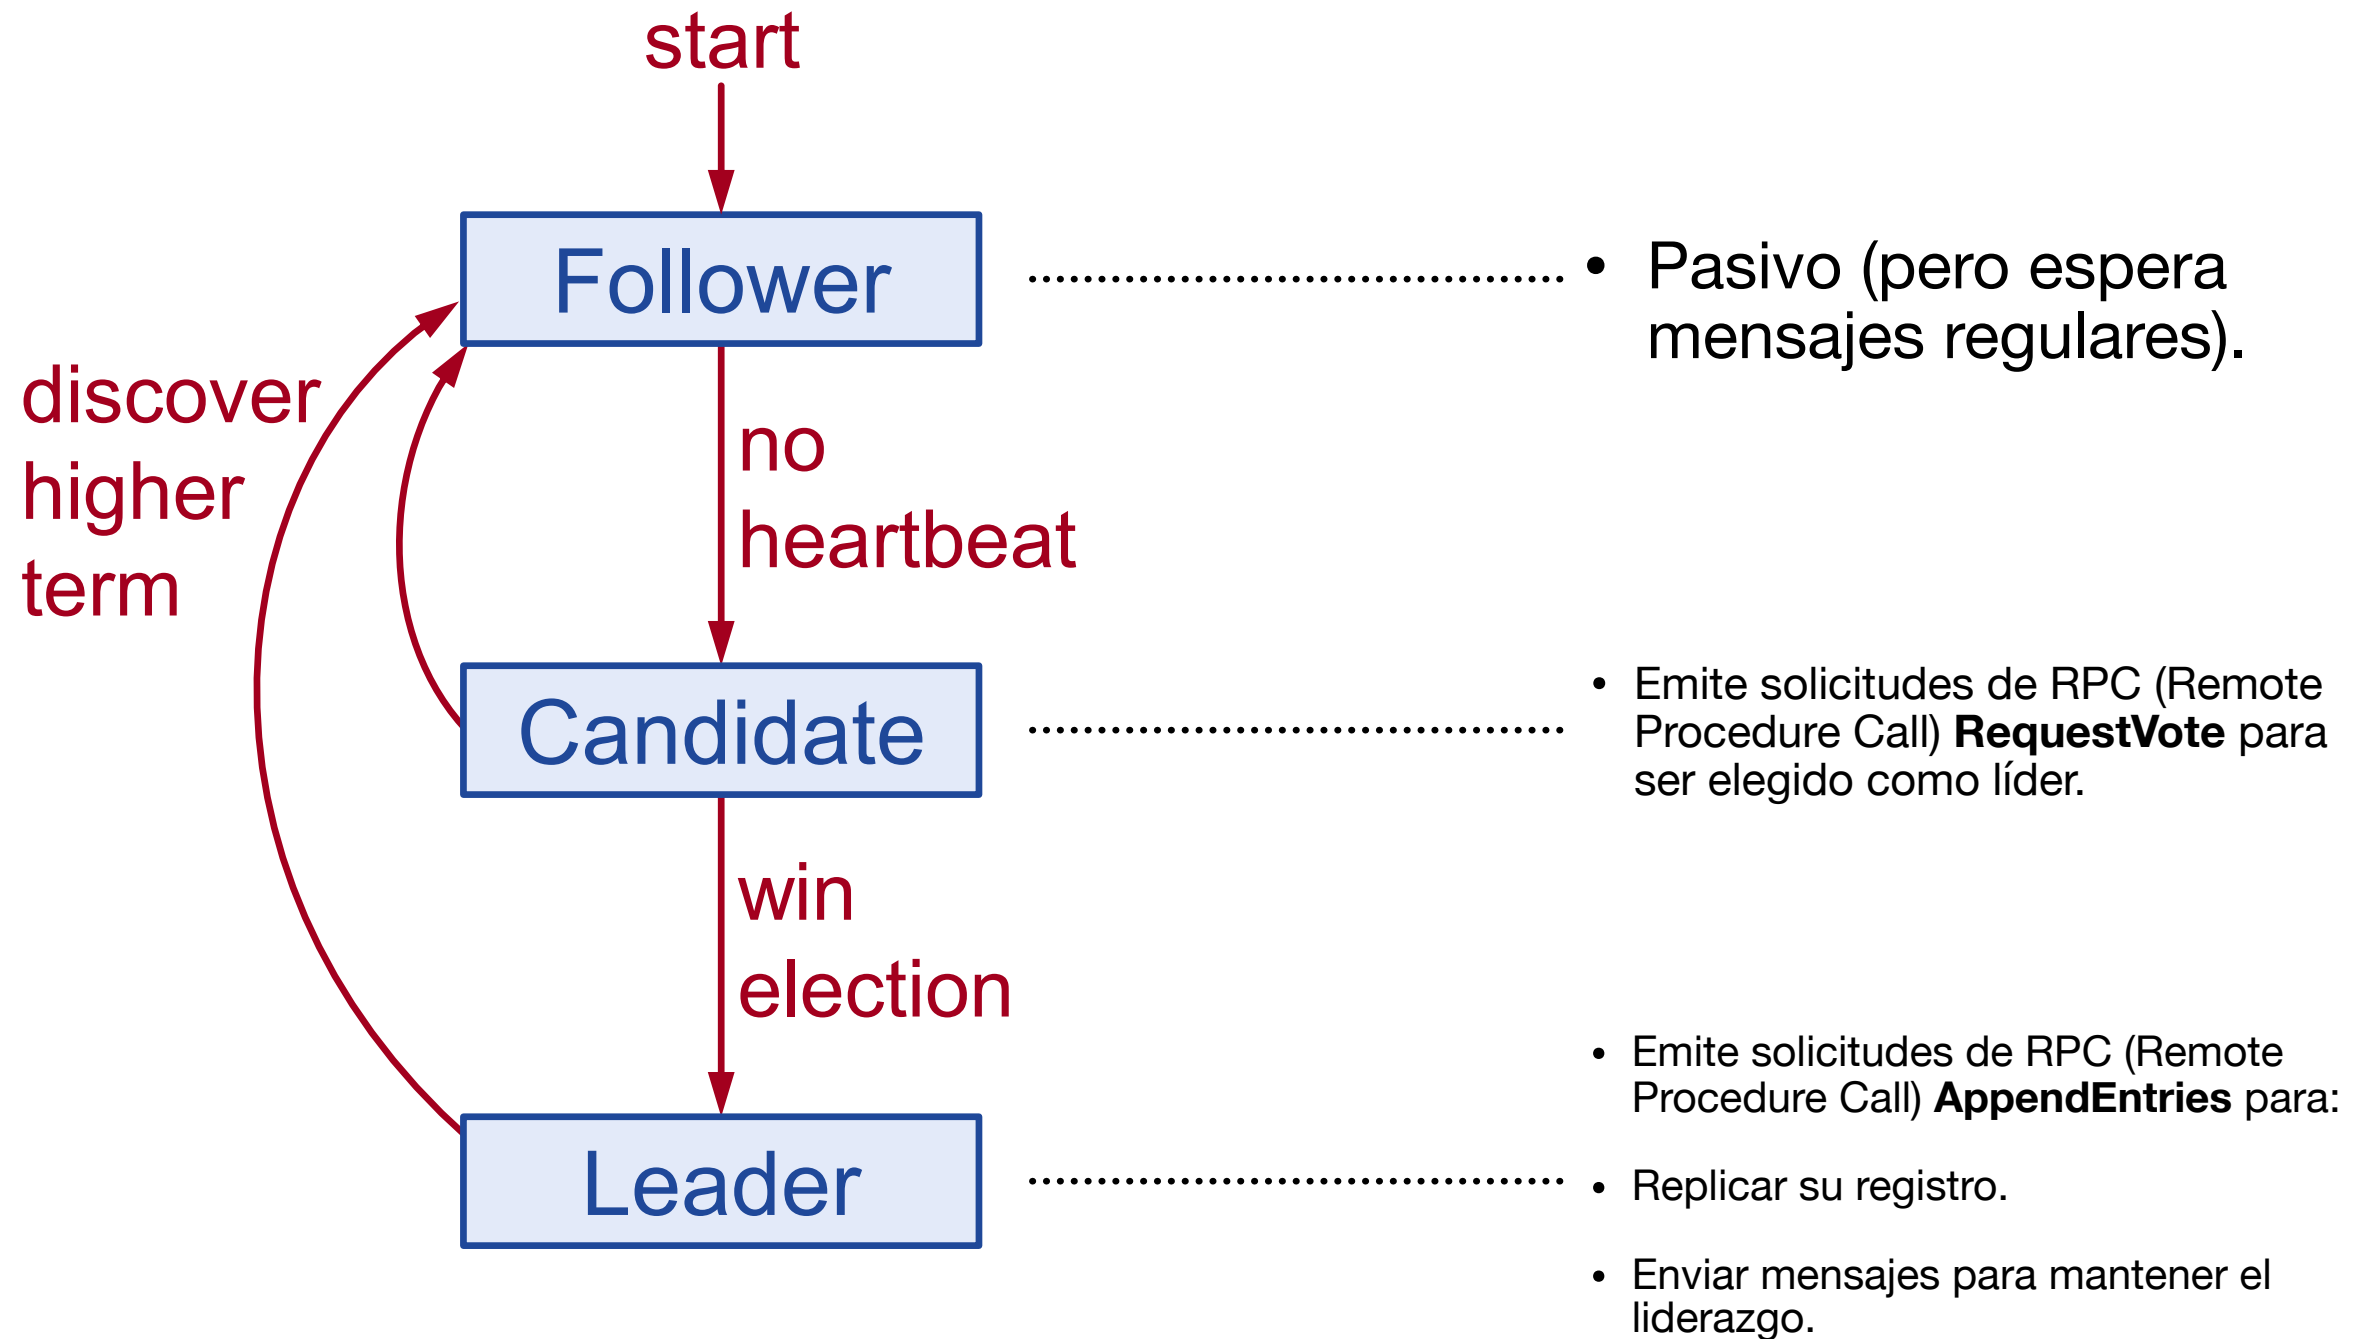 start
Follower
• Pasivo (pero espera
mensajes regulares).
discover
higher
term
no
heartbeat
Candidate
• Emite solicitudes de RPC (Remote
Procedure Call) RequestVote para
ser elegido como líder.
win
election
Leader
• Emite solicitudes de RPC (Remote
Procedure Call) AppendEntries para:
• Replicar su registro.
• Enviar mensajes para mantener el
liderazgo.